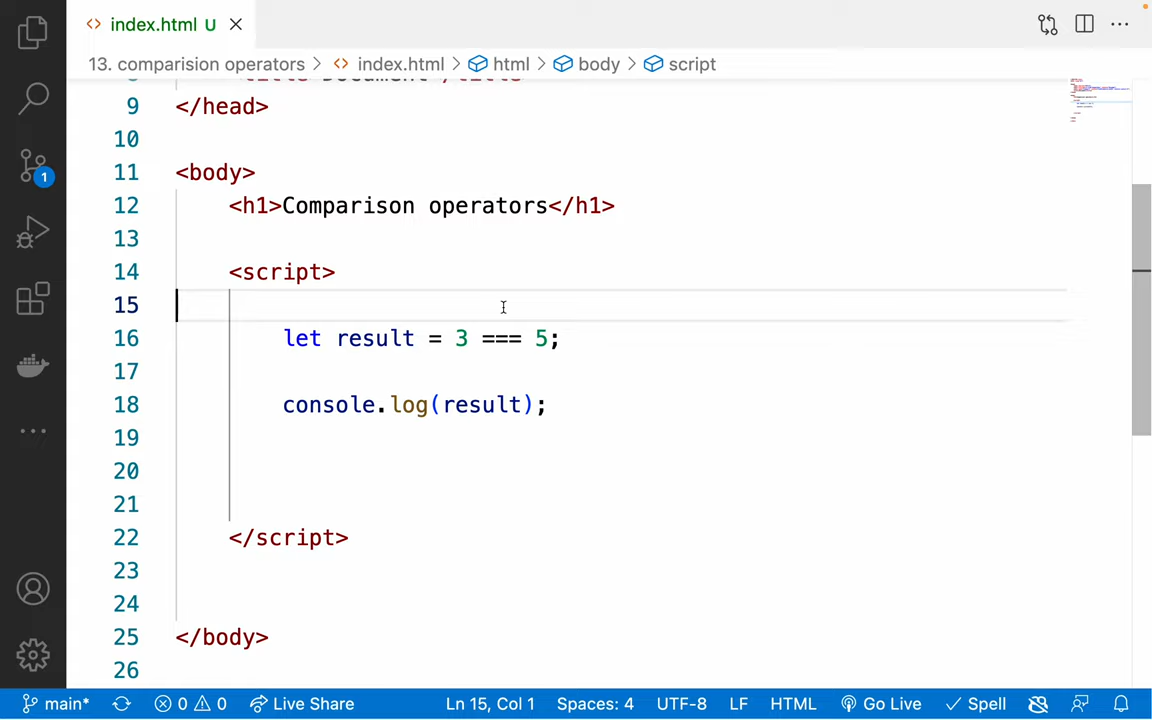 <> index.html U ×
13. comparision operators > <> index.html > html > body > script
9 </head>
10
11 <body>
12 <h1>Comparison operators</h1>
13
14 <script>
15
16 let result = 3 === 5;
17
18 console.log(result);
19
20
21
22 </script>
23
24
25 </body>
26
1
main* 0 0 Live Share Ln 15, Col 1 Spaces: 4 UTF-8 LF HTML Go Live Spell